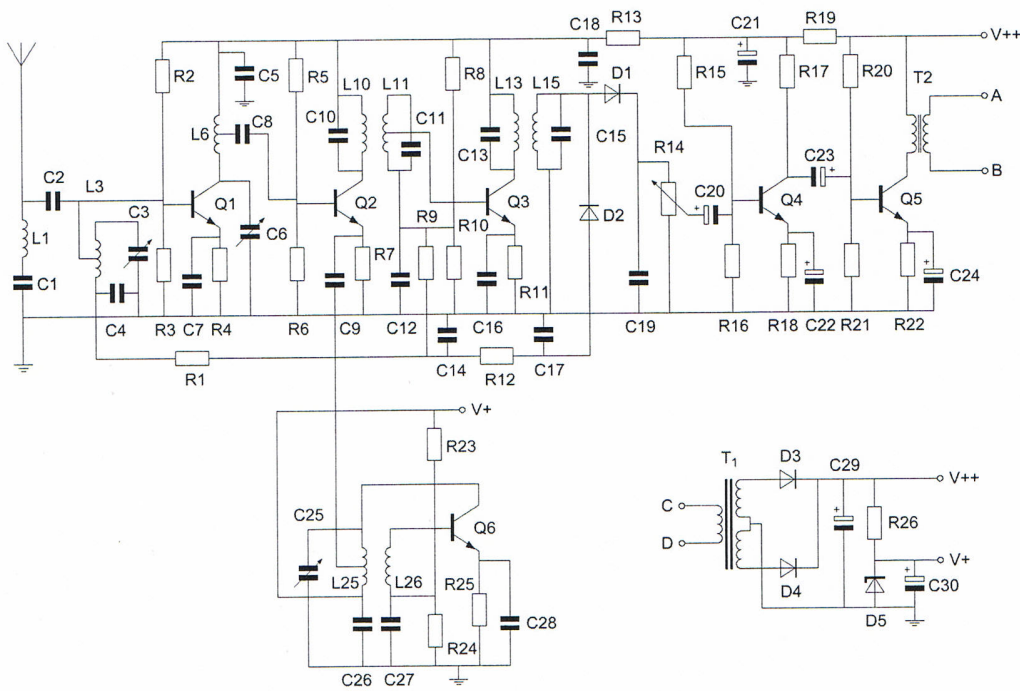 C18
R13
C21
R19
V++
R2
C5
R5
L10
L11
R8
L13
L15
D1
R15
R17
R20
T2
A
L6
C8
C10
C11
C13
C15
R14
C20
C23
B
C2
L3
C3
Q1
C6
Q2
R9
R10
Q3
D2
Q4
Q5
L1
C1
R7
R11
C24
C4
R3
C7
R4
R6
C9
C12
C16
C19
R16
R18
C22
R21
R22
R1
C14
R12
C17
V+
R23
C25
Q6
L25
L26
R25
R24
C28
C26
C27
T1
D3
C29
V++
C
D
R26
V+
D4
D5
C30
+
+
+
+
+
+
+
+